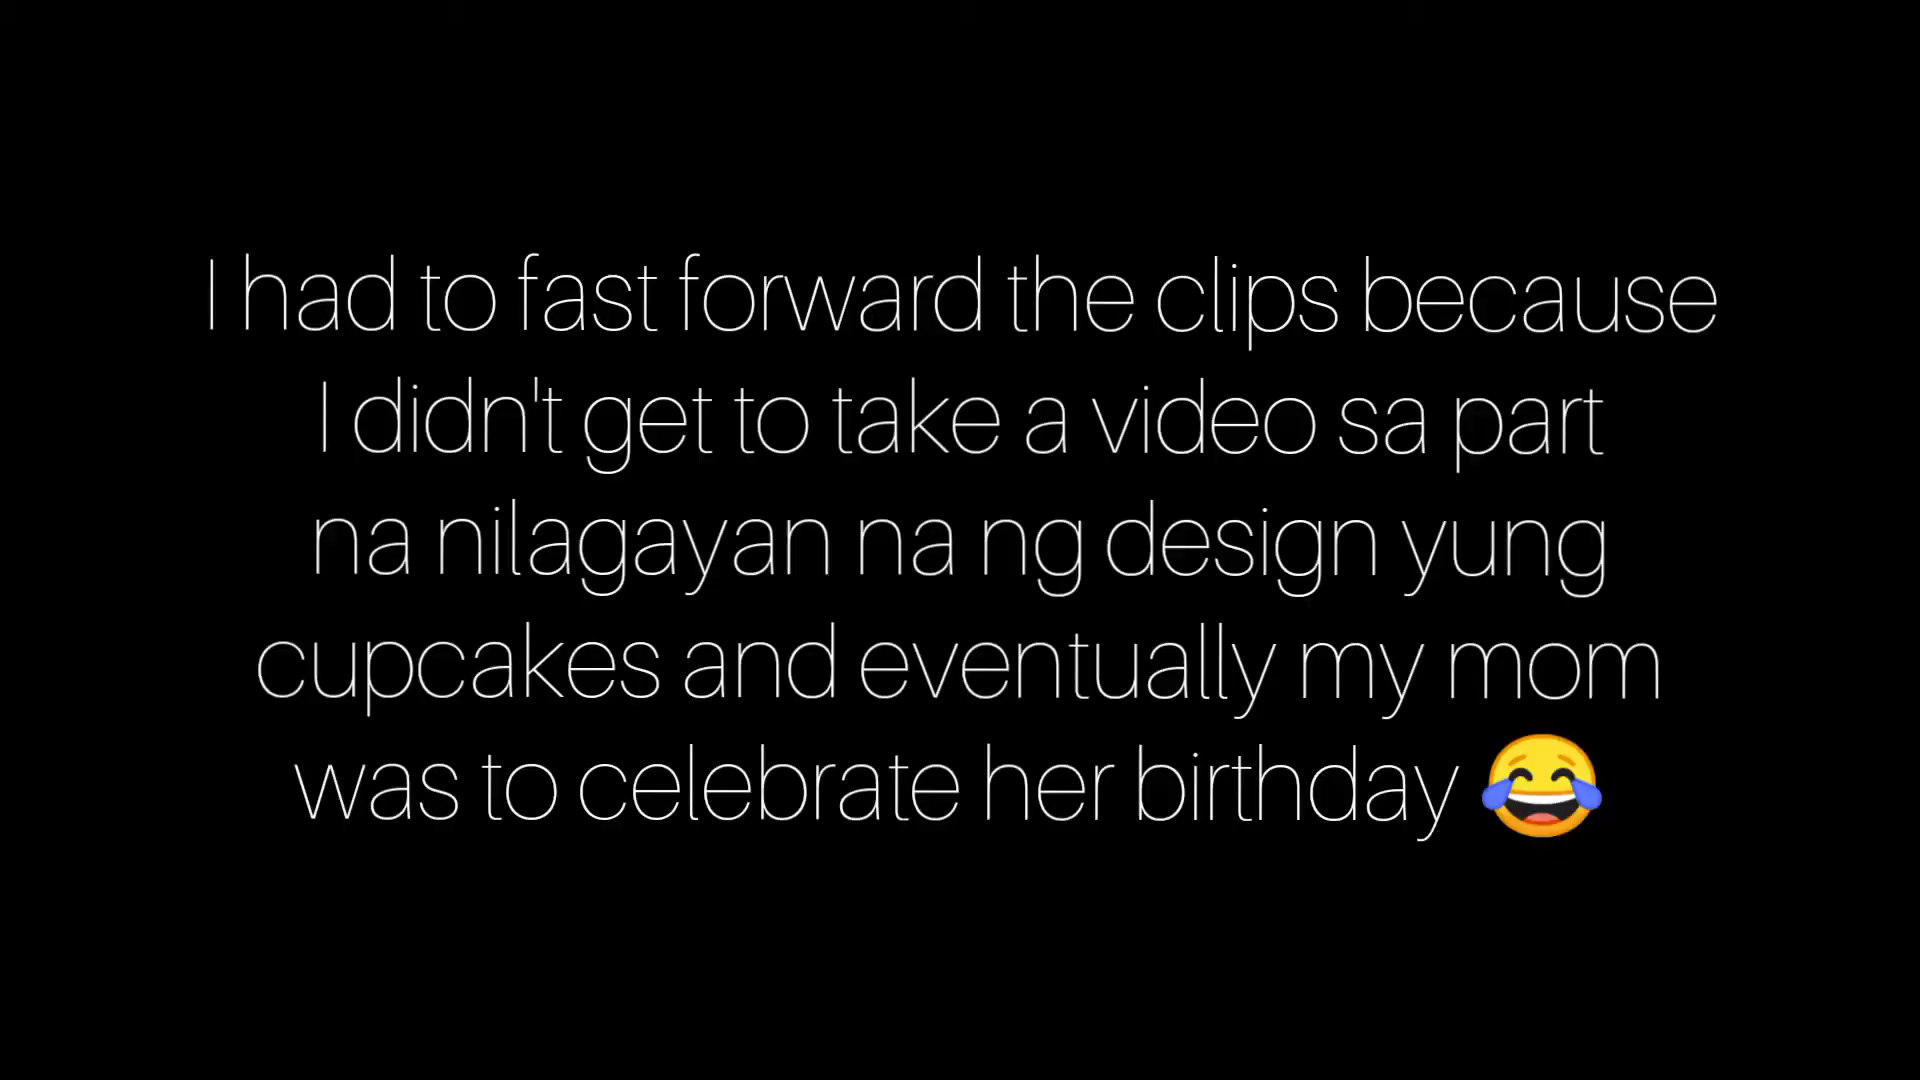 I had to fast forward the clips because
I didn't get to take a video sa part
na nilagayan na ng design yung
cupcakes and eventually my mom
was to celebrate her birthday 😂